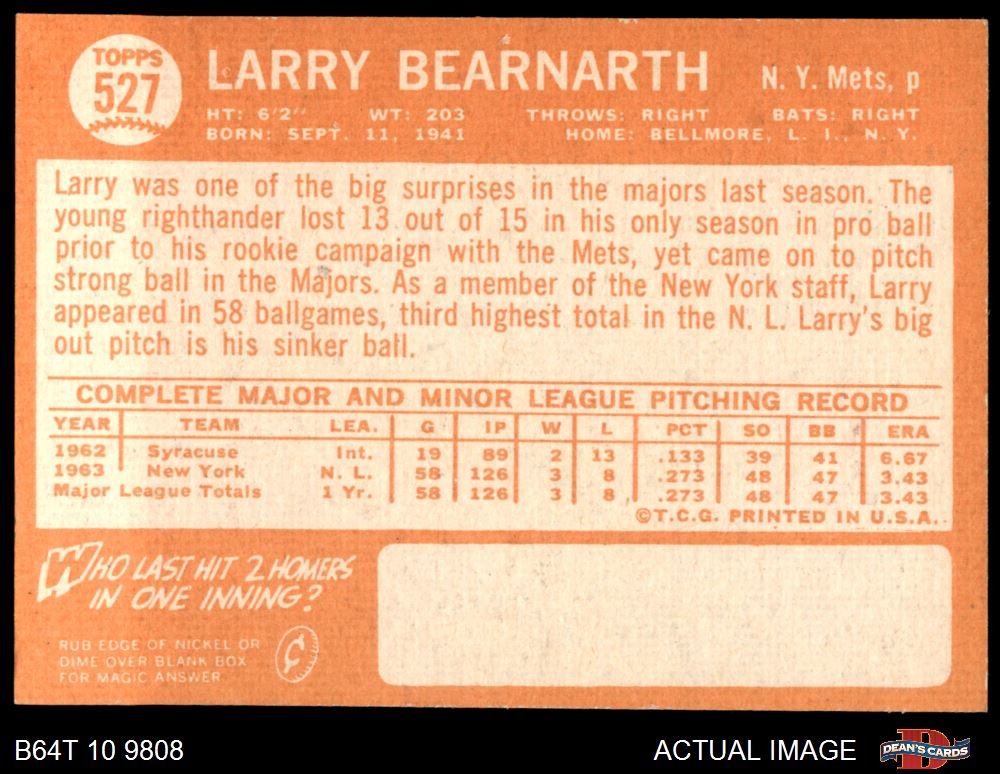 TOPPS
527
LARRY BEARNARTH
N. Y. Mets, p
HT: 6'2" WT: 203 THROWS: RIGHT BATS: RIGHT
BORN: SEPT. 11, 1941 HOME: BELLMORE, L. I., N. Y.
Larry was one of the big surprises in the majors last season. The
young righthander lost 13 out of 15 in his only season in pro ball
prior to his rookie campaign with the Mets, yet came on to pitch
strong ball in the Majors. As a member of the New York staff, Larry
appeared in 58 ballgames, third highest total in the N. L. Larry's big
out pitch is his sinker ball.
COMPLETE MAJOR AND MINOR LEAGUE PITCHING RECORD
YEAR TEAM LEA. G IP W L PCT SO BB ERA
1962 Syracuse Int. 19 89 2 13 .133 39 41 6.67
1963 New York N. L. 58 126 3 8 .273 48 47 3.43
Major League Totals 1 Yr. 58 126 3 8 .273 48 47 3.43
©T.C.G. PRINTED IN U.S.A.
WHO LAST HIT 2 HOMERS
IN ONE INNING?
RUB EDGE OF NICKEL OR
DIME OVER BLANK BOX
FOR MAGIC ANSWER
¢
B64T 10 9808
ACTUAL IMAGE
DEAN'S CARDS